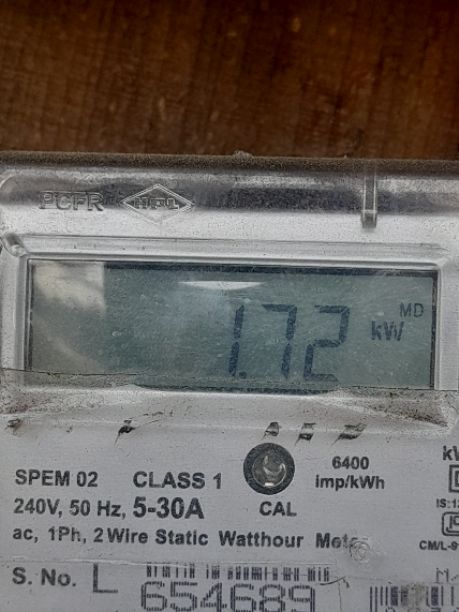 PCFR HPL
MD
1.72 kW
SPEM 02 CLASS 1 6400
imp/kWh
240V, 50 Hz, 5-30A CAL
ac, 1Ph, 2 Wire Static Watthour
S. No. L 654689